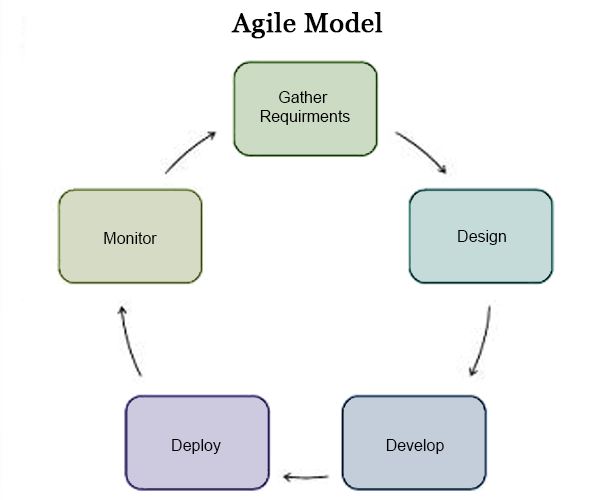 Agile Model
Gather
Requirments
Design
Develop
Deploy
Monitor